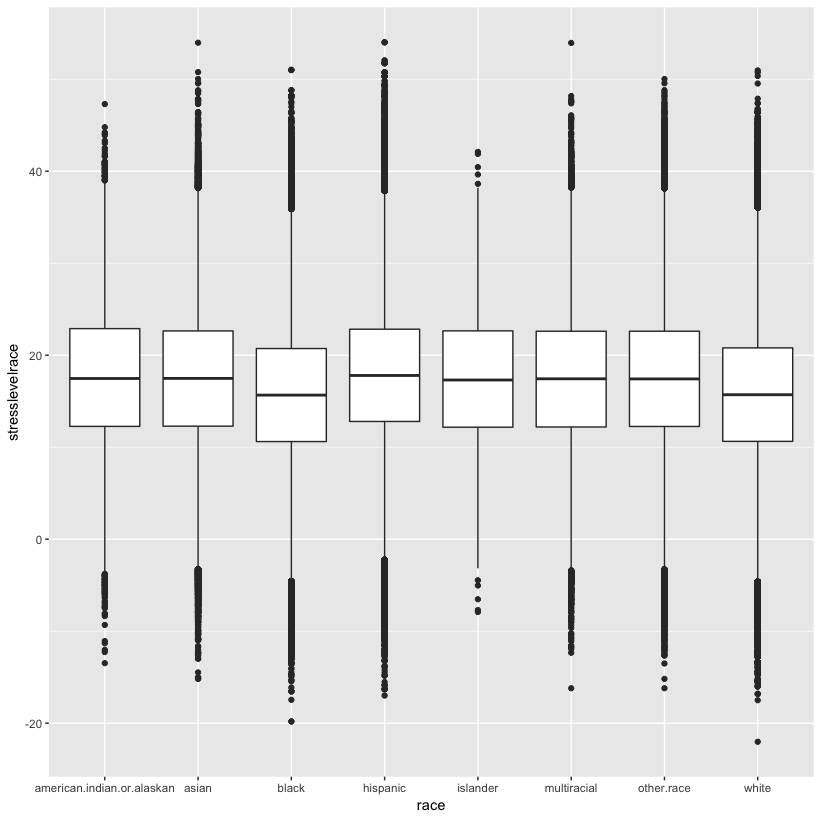 40
20
0
-20
stresslevelrace
american.indian.or.alaskan asian black hispanic islander multiracial other.race white
race